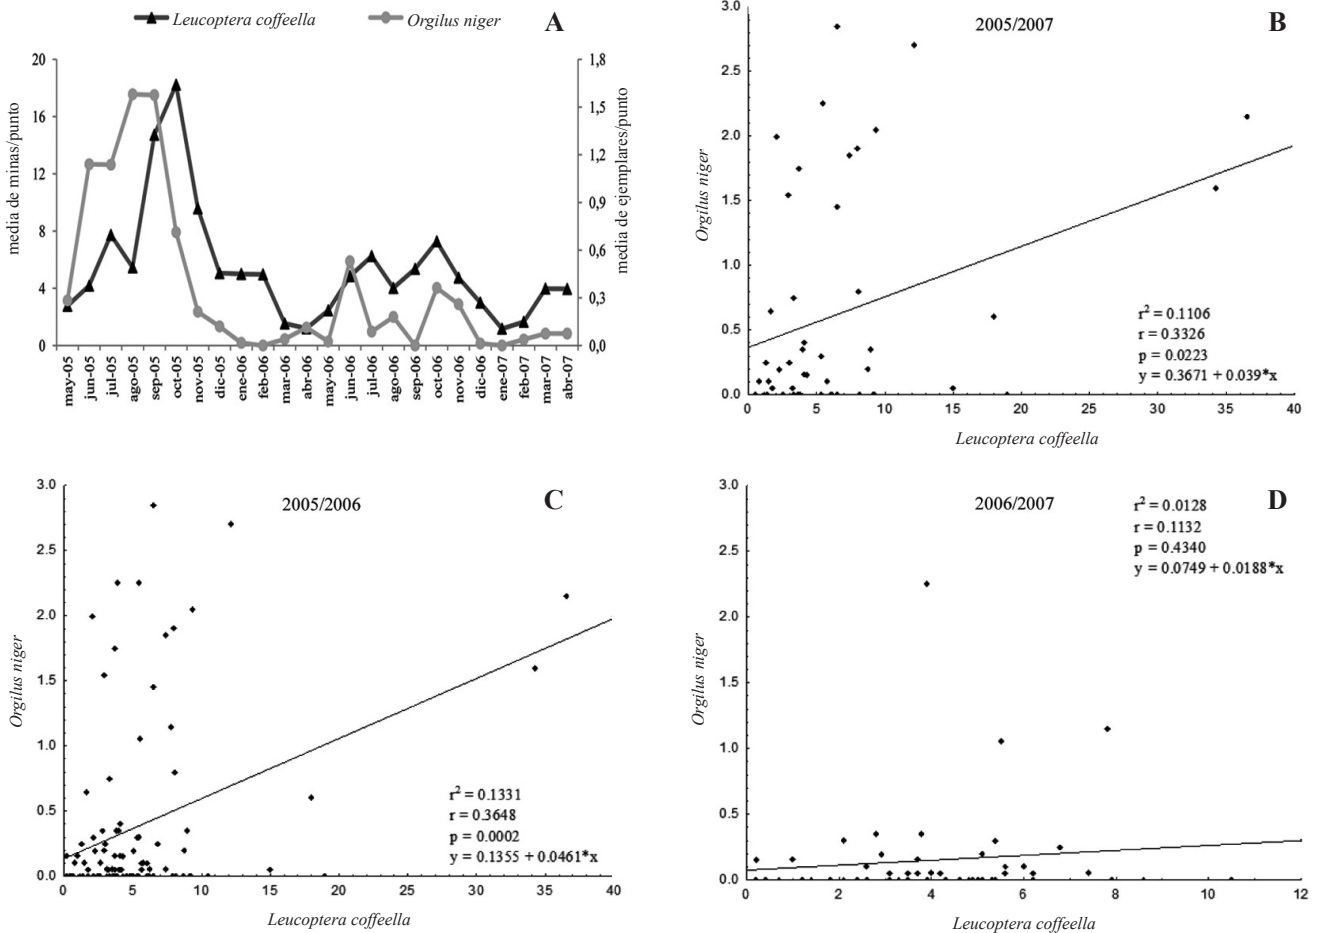 Leucoptera coffeella
Orgilus niger
A
media de minas/punto
20
16
12
8
4
0
1,8
1,5
1,2
0,9
0,6
0,3
0,0
media de ejemplares/punto
may-05
jun-05
jul-05
ago-05
sep-05
oct-05
nov-05
dic-05
ene-06
feb-06
mar-06
abr-06
may-06
jun-06
jul-06
ago-06
sep-06
oct-06
nov-06
dic-06
ene-07
feb-07
mar-07
abr-07
2005/2007
B
Orgilus niger
3.0
2.5
2.0
1.5
1.0
0.5
0.0
r² = 0.1106
r = 0.3326
p = 0.0223
y = 0.3671 + 0.039*x
0 5 10 15 20 25 30 35 40
Leucoptera coffeella
2005/2006
C
Orgilus niger
3.0
2.5
2.0
1.5
1.0
0.5
0.0
r² = 0.1331
r = 0.3648
p = 0.0002
y = 0.1355 + 0.0461*x
0 5 10 15 20 25 30 35 40
Leucoptera coffeella
2006/2007
D
r² = 0.0128
r = 0.1132
p = 0.4340
y = 0.0749 + 0.0188*x
Orgilus niger
3.0
2.5
2.0
1.5
1.0
0.5
0.0
0 2 4 6 8 10 12
Leucoptera coffeella